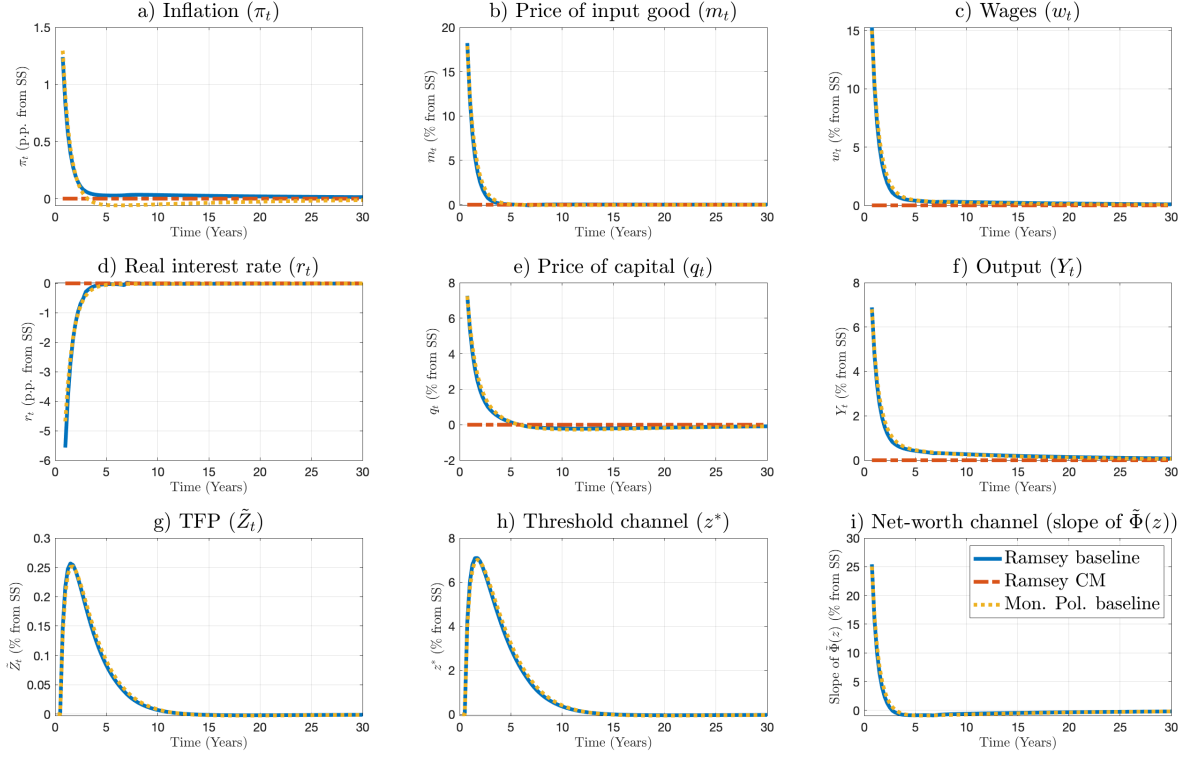 a) Inflation (πₜ)
1.5
1
0.5
0
πₜ (p.p. from SS)
0 5 10 15 20 25 30
Time (Years)
b) Price of input good (mₜ)
20
15
10
5
0
mₜ (% from SS)
0 5 10 15 20 25 30
Time (Years)
c) Wages (wₜ)
15
10
5
0
wₜ (% from SS)
0 5 10 15 20 25 30
Time (Years)
d) Real interest rate (rₜ)
0
-1
-2
-3
-4
-5
-6
rₜ (p.p. from SS)
0 5 10 15 20 25 30
Time (Years)
e) Price of capital (qₜ)
8
6
4
2
0
-2
qₜ (% from SS)
0 5 10 15 20 25 30
Time (Years)
f) Output (Yₜ)
8
6
4
2
0
Yₜ (% from SS)
0 5 10 15 20 25 30
Time (Years)
g) TFP (Z̃ₜ)
0.3
0.25
0.2
0.15
0.1
0.05
0
Z̃ₜ (% from SS)
0 5 10 15 20 25 30
Time (Years)
h) Threshold channel (z*)
8
6
4
2
0
z* (% from SS)
0 5 10 15 20 25 30
Time (Years)
i) Net-worth channel (slope of Φ̃(z))
30
25
20
15
10
5
0
Slope of Φ̃(z) (% from SS)
Ramsey baseline
Ramsey CM
Mon. Pol. baseline
0 5 10 15 20 25 30
Time (Years)